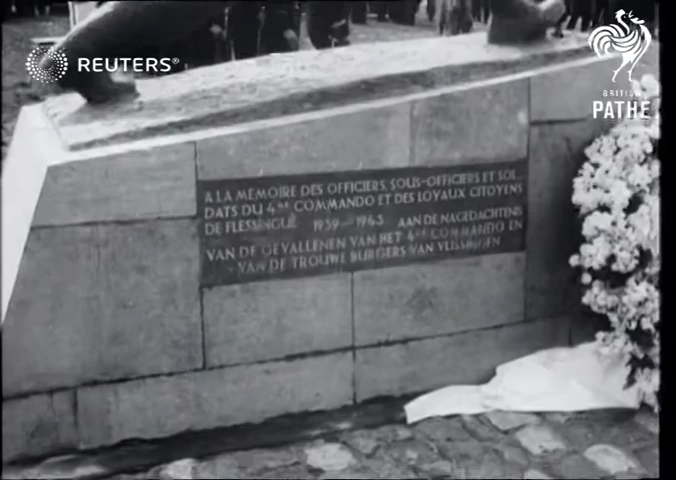 REUTERS®
BRITISH
PATHÉ
A LA MEMOIRE DES OFFICIERS, SOUS-OFFICIERS ET SOL...
DATS DU 4ME COMMANDO ET DES LOYAUX CITOYINS
DE FLESSINGUE 1939-1945 AAN DE NAGEDACHTENIS
VAN DE GEVALLENEN VAN HET 4DE COMMANDO EN
VAN DE TROUWE BURGERS VAN VLISSINGEN